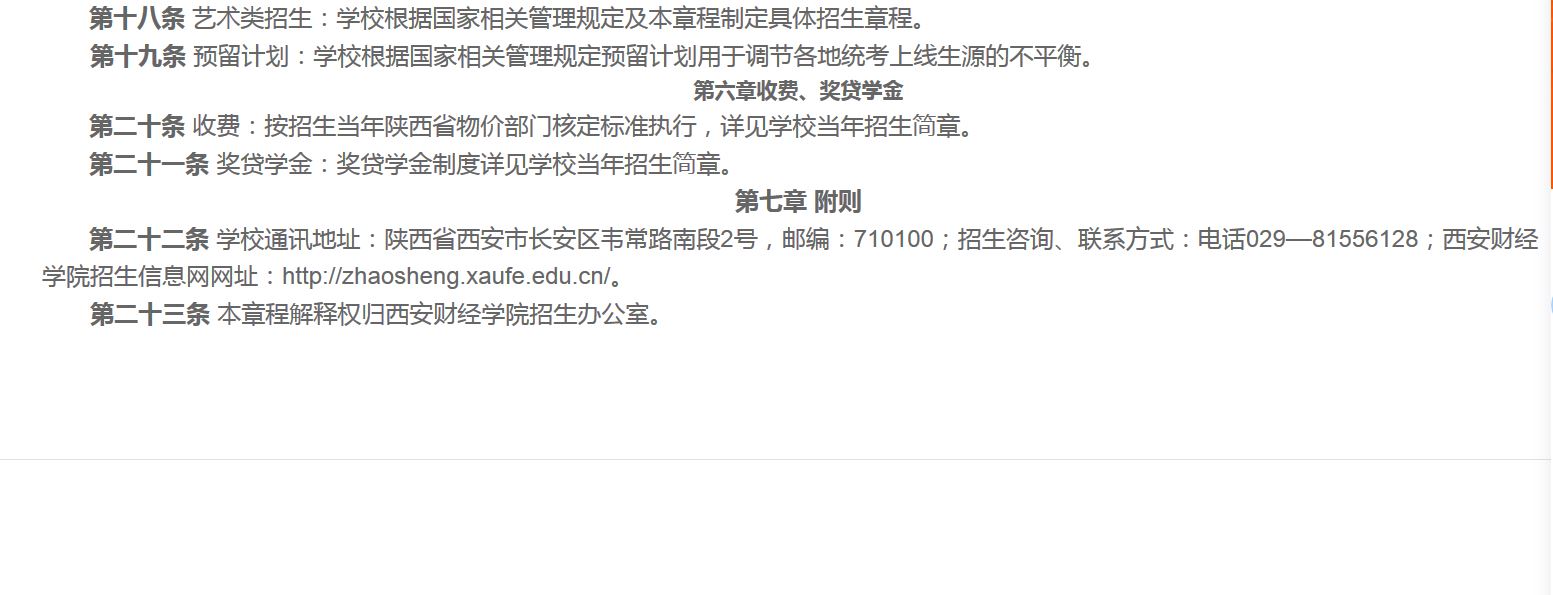 第十八条 艺术类招生：学校根据国家相关管理规定及本章程制定具体招生章程。
第十九条 预留计划：学校根据国家相关管理规定预留计划用于调节各地统考上线生源的不平衡。
第六章收费、奖贷学金
第二十条 收费：按招生当年陕西省物价部门核定标准执行，详见学校当年招生简章。
第二十一条 奖贷学金：奖贷学金制度详见学校当年招生简章。
第七章 附则
第二十二条 学校通讯地址：陕西省西安市长安区韦常路南段2号，邮编：710100；招生咨询、联系方式：电话029—81556128；西安财经
学院招生信息网网址：http://zhaosheng.xaufe.edu.cn/。
第二十三条 本章程解释权归西安财经学院招生办公室。